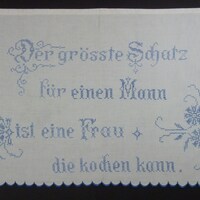 Der grösste Schatz
für einen Mann
ist eine Frau
die kochen kann.